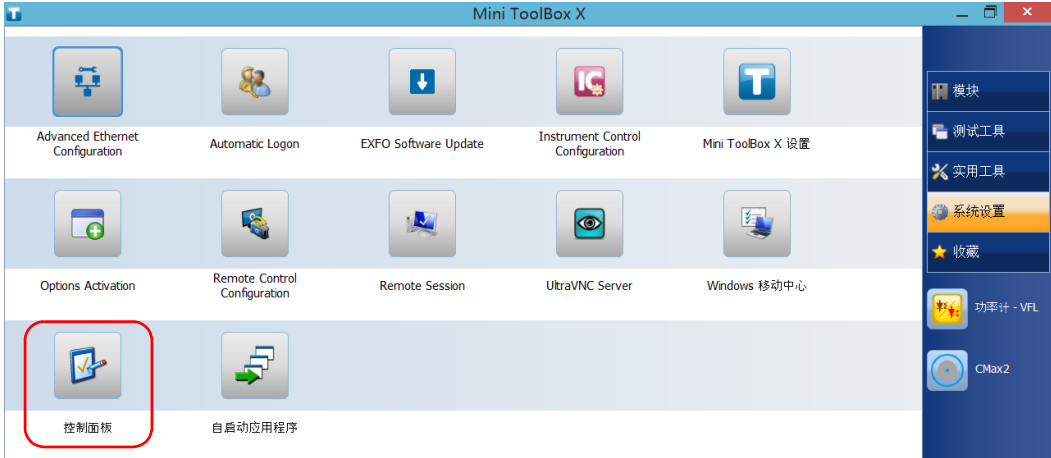 Mini ToolBox X
Advanced Ethernet
Configuration
Automatic Logon
EXFO Software Update
Instrument Control
Configuration
Mini ToolBox X 设置
Options Activation
Remote Control
Configuration
Remote Session
UltraVNC Server
Windows 移动中心
控制面板
自启动应用程序
模块
测试工具
实用工具
系统设置
收藏
功率计 - VFL
CMax2